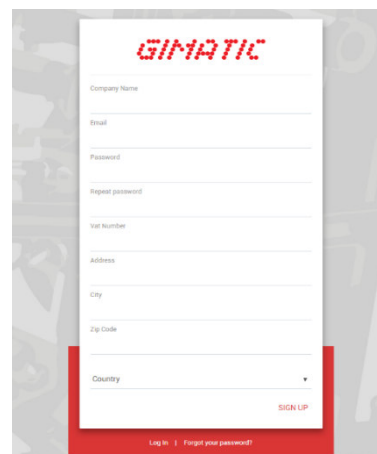 GIMATIC
Company Name
Email
Password
Repeat password
Vat Number
Address
City
Zip Code
Country
SIGN UP
Log In | Forgot your password?